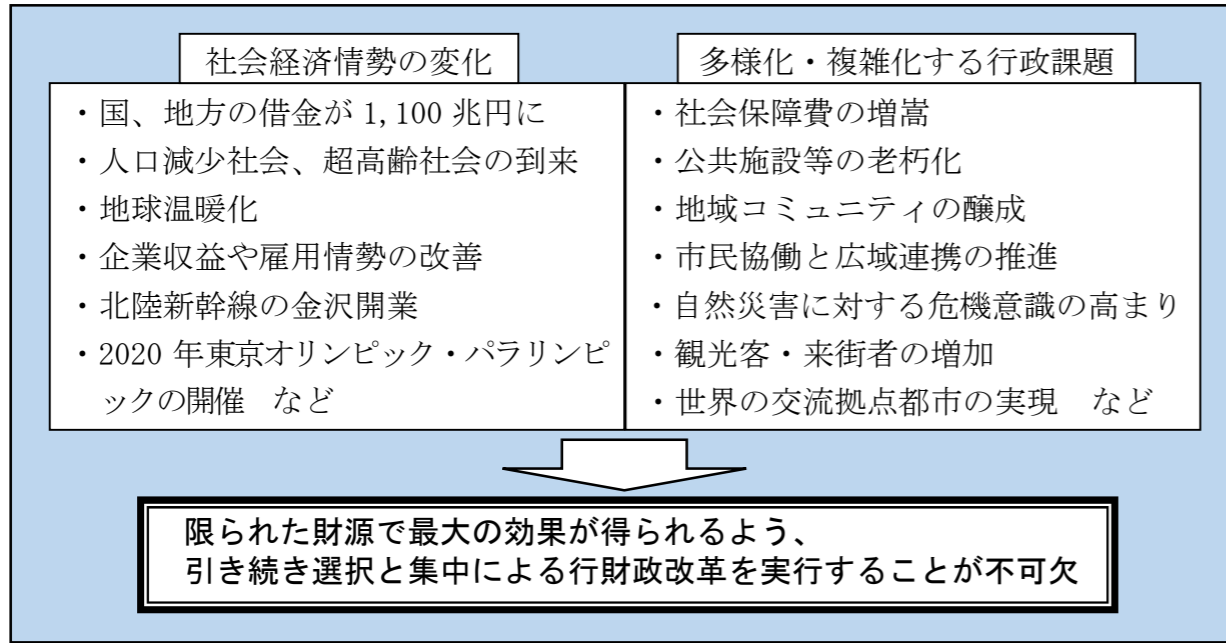 社会経済情勢の変化
・国、地方の借金が 1,100 兆円に
・人口減少社会、超高齢社会の到来
・地球温暖化
・企業収益や雇用情勢の改善
・北陸新幹線の金沢開業
・2020 年東京オリンピック・パラリンピ
ックの開催　など
多様化・複雑化する行政課題
・社会保障費の増嵩
・公共施設等の老朽化
・地域コミュニティの醸成
・市民協働と広域連携の推進
・自然災害に対する危機意識の高まり
・観光客・来街者の増加
・世界の交流拠点都市の実現　など
限られた財源で最大の効果が得られるよう、
引き続き選択と集中による行財政改革を実行することが不可欠